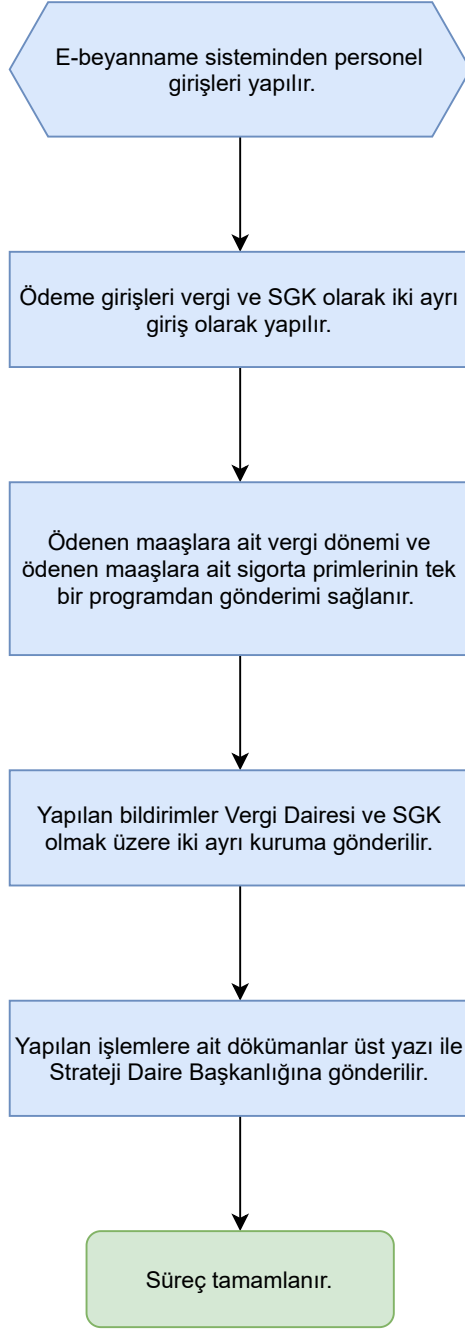 E-beyanname sisteminden personel
girişleri yapılır.
Ödeme girişleri vergi ve SGK olarak iki ayrı
giriş olarak yapılır.
Ödenen maaşlara ait vergi dönemi ve
ödenen maaşlara ait sigorta primlerinin tek
bir programdan gönderimi sağlanır.
Yapılan bildirimler Vergi Dairesi ve SGK
olmak üzere iki ayrı kuruma gönderilir.
Yapılan işlemlere ait dökümanlar üst yazı ile
Strateji Daire Başkanlığına gönderilir.
Süreç tamamlanır.